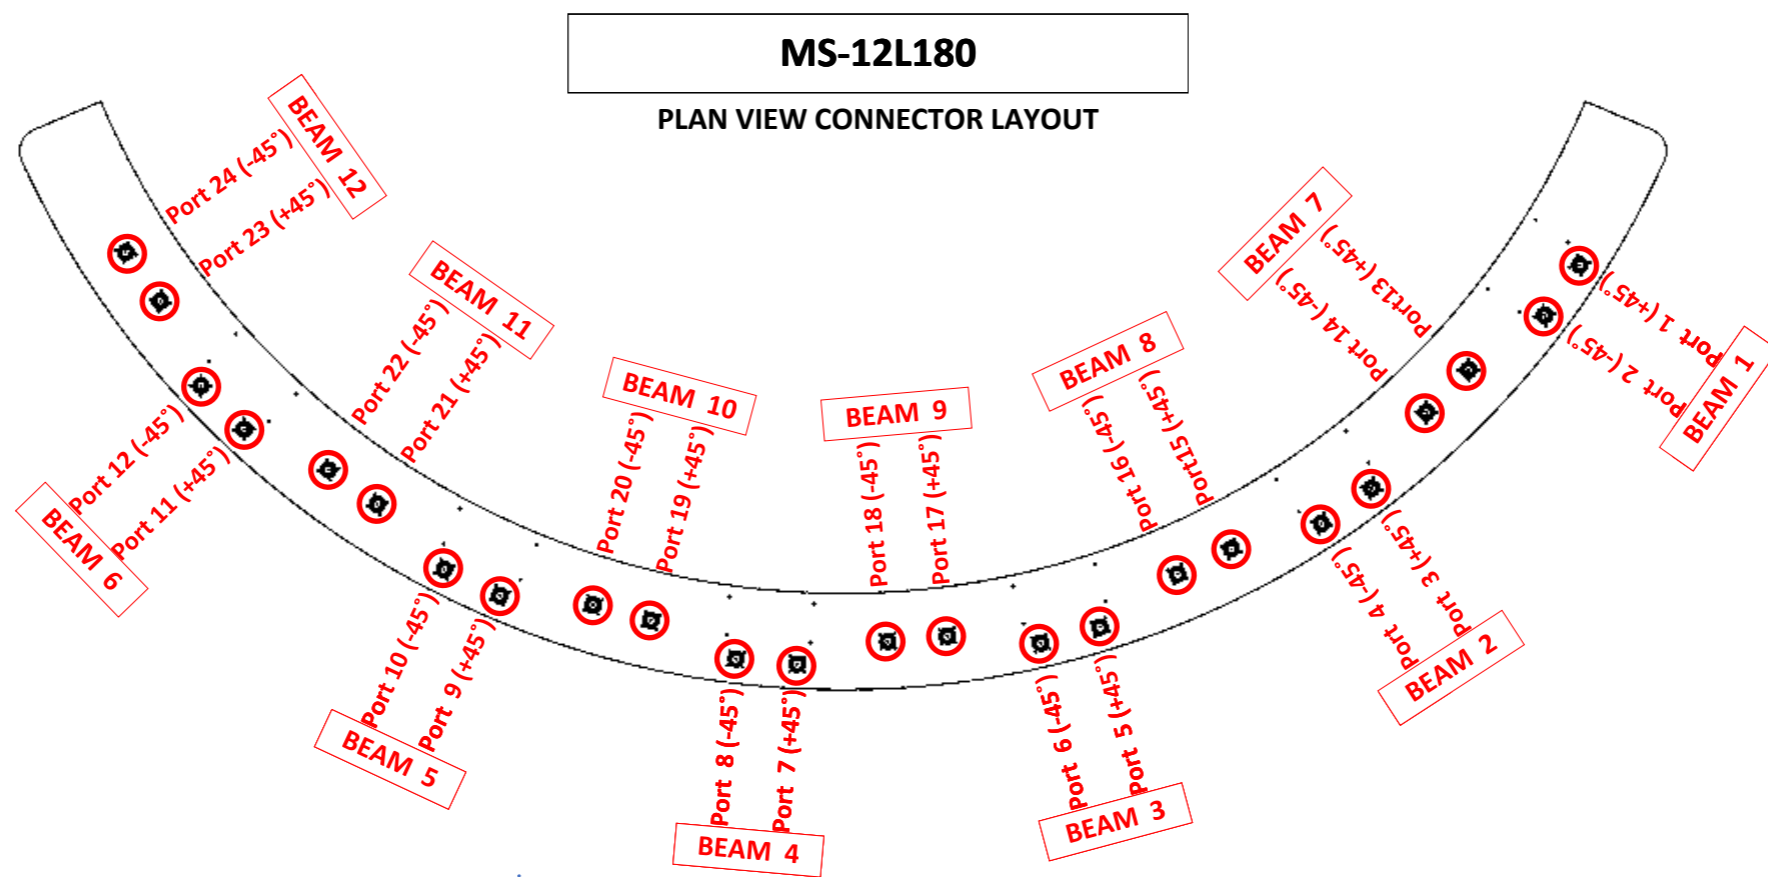 MS-12L180
PLAN VIEW CONNECTOR LAYOUT
BEAM 12
Port 24 (-45˚)
Port 23 (+45˚)
BEAM 11
Port 22 (-45˚)
Port 21 (+45˚)
BEAM 10
Port 20 (-45˚)
Port 19 (+45˚)
BEAM 9
Port 18 (-45˚)
Port 17 (+45˚)
BEAM 8
Port 16 (-45˚)
Port15 (+45˚)
BEAM 7
Port 14 (-45˚)
Port13 (+45˚)
Port 12 (-45˚)
Port 11 (+45˚)
BEAM 6
Port 10 (-45˚)
Port 9 (+45˚)
BEAM 5
Port 8 (-45˚)
Port 7 (+45˚)
BEAM 4
Port 6 (-45˚)
Port 5 (+45˚)
BEAM 3
Port 4 (-45˚)
Port 3 (+45˚)
BEAM 2
Port 2 (-45˚)
Port 1 (+45˚)
BEAM 1